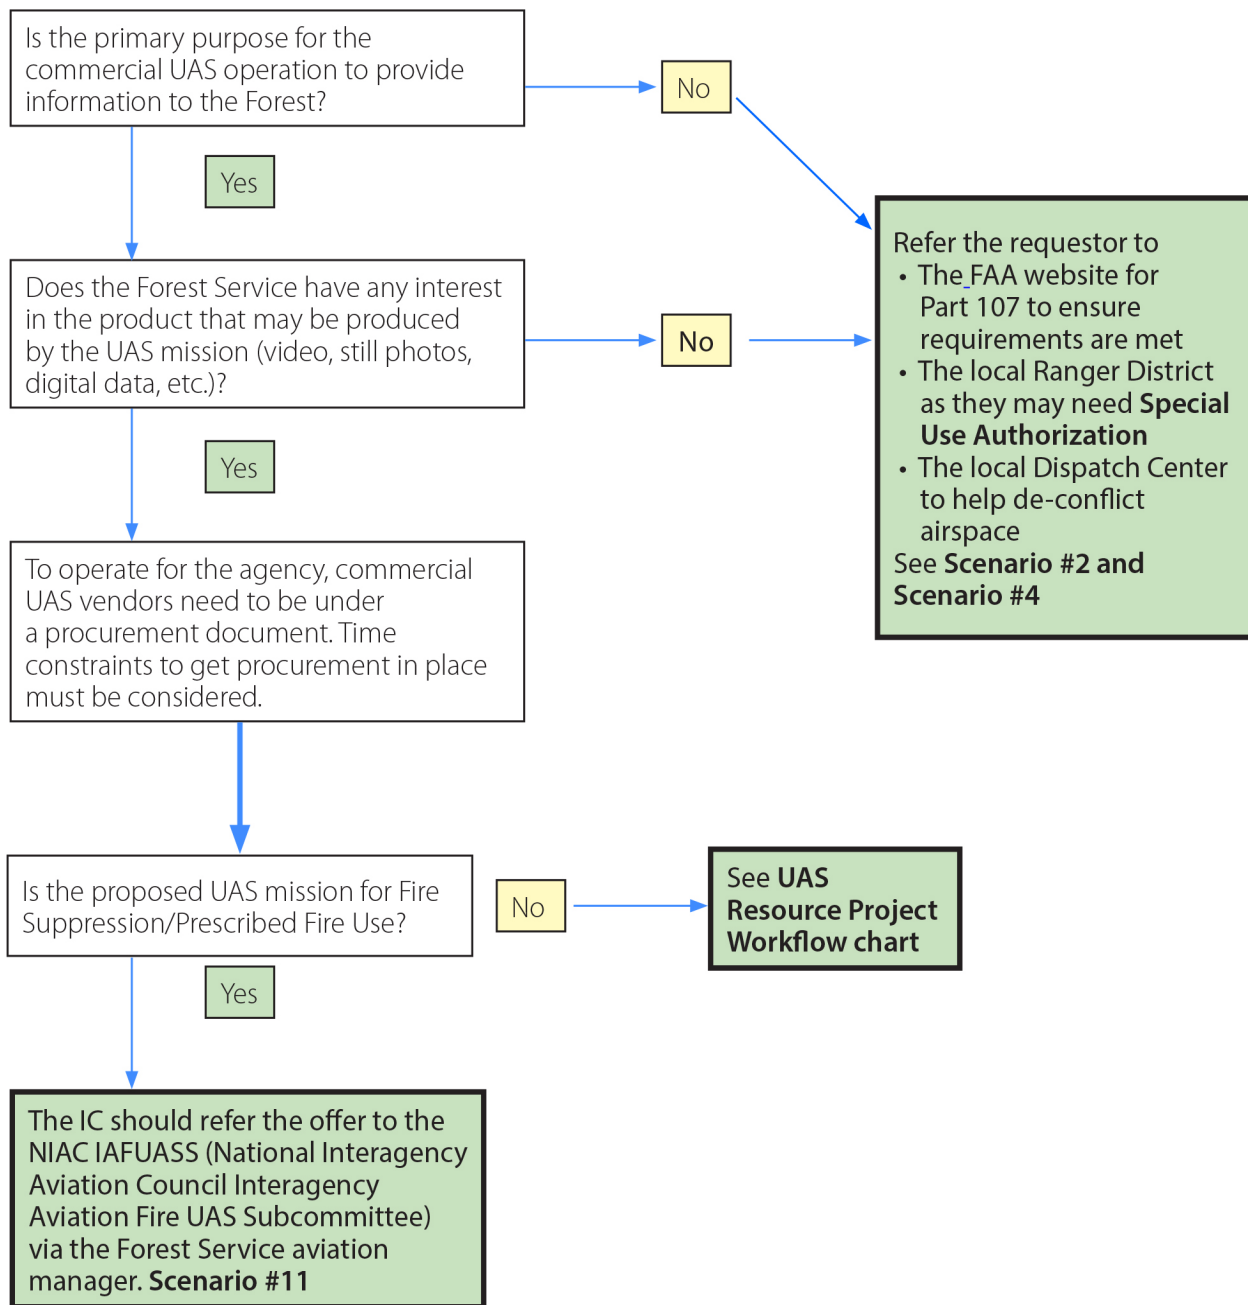 Is the primary purpose for the
commercial UAS operation to provide
information to the Forest?
No
Yes
Does the Forest Service have any interest
in the product that may be produced
by the UAS mission (video, still photos,
digital data, etc.)?
No
Refer the requestor to
• The FAA website for
Part 107 to ensure
requirements are met
• The local Ranger District
as they may need Special
Use Authorization
• The local Dispatch Center
to help de-conflict
airspace
See Scenario #2 and
Scenario #4
Yes
To operate for the agency, commercial
UAS vendors need to be under
a procurement document. Time
constraints to get procurement in place
must be considered.
Is the proposed UAS mission for Fire
Suppression/Prescribed Fire Use?
No
See UAS
Resource Project
Workflow chart
Yes
The IC should refer the offer to the
NIAC IAFUASS (National Interagency
Aviation Council Interagency
Aviation Fire UAS Subcommittee)
via the Forest Service aviation
manager. Scenario #11